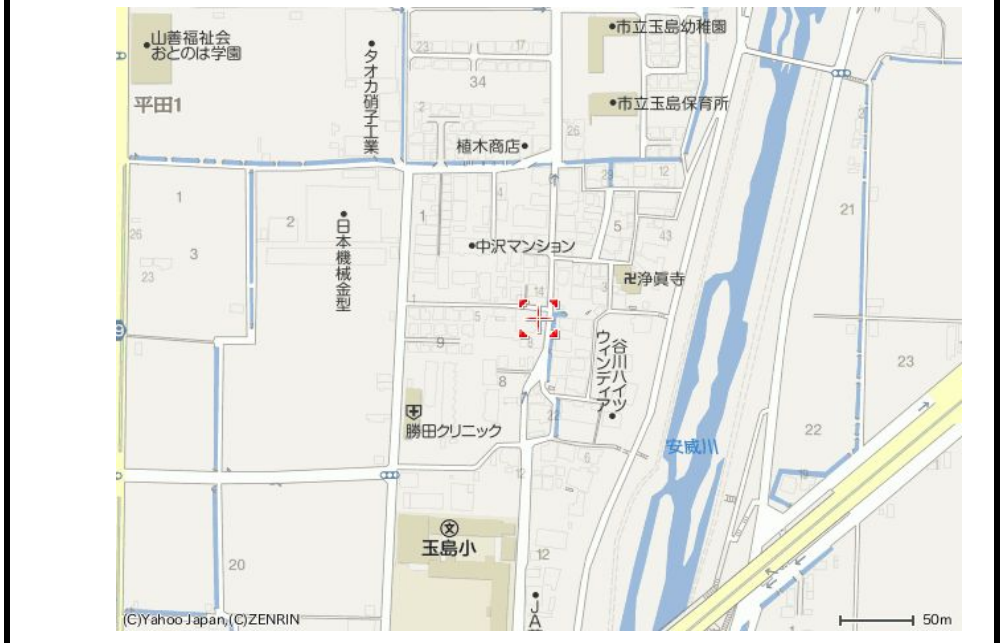 山善福祉会
おとのは学園
平田1
タオカ硝子工業
23
17
34
2
植木商店
市立玉島幼稚園
市立玉島保育所
26
29
12
1
2
3
26
23
日本機械金型
1
4
中沢マンション
5
43
卍浄眞寺
3
14
1
5
9
8
9
勝田クリニック
谷川ハイツ
ウィンディア
22
6
安威川
21
23
22
19
12
文
玉島小
20
12
JA
(C)Yahoo Japan,(C)ZENRIN
50m